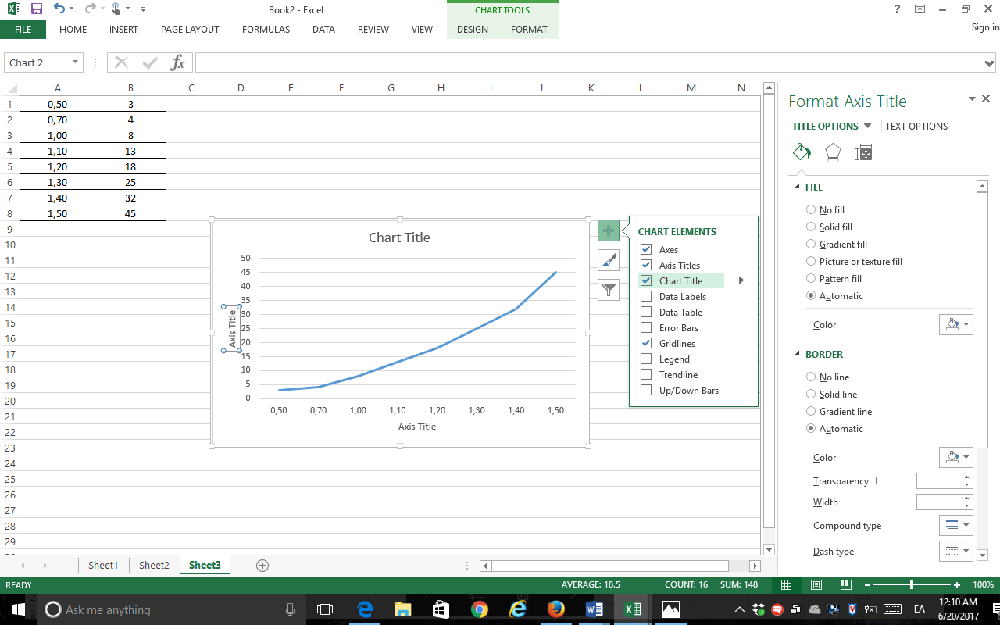 Book2 - Excel
CHART TOOLS
?
FILE
HOME
INSERT
PAGE LAYOUT
FORMULAS
DATA
REVIEW
VIEW
DESIGN
FORMAT
Sign in
Chart 2
fx
A B C D E F G H I J K L M N
1 0,50 3
2 0,70 4
3 1,00 8
4 1,10 13
5 1,20 18
6 1,30 25
7 1,40 32
8 1,50 45
9
10
11
12
13
14
15
16
17
18
19
20
21
22
23
24
25
26
27
28
29
Chart Title
50
45
40
35
30
25
20
15
10
5
0
Axis Title
0,50 0,70 1,00 1,10 1,20 1,30 1,40 1,50
Axis Title
CHART ELEMENTS
Axes
Axis Titles
Chart Title
Data Labels
Data Table
Error Bars
Gridlines
Legend
Trendline
Up/Down Bars
Format Axis Title
TITLE OPTIONS
TEXT OPTIONS
FILL
No fill
Solid fill
Gradient fill
Picture or texture fill
Pattern fill
Automatic
Color
BORDER
No line
Solid line
Gradient line
Automatic
Color
Transparency
Width
Compound type
Dash type
Sheet1
Sheet2
Sheet3
READY
AVERAGE: 18.5
COUNT: 16
SUM: 148
100%
Ask me anything
ΕΛ
12:10 AM
6/20/2017